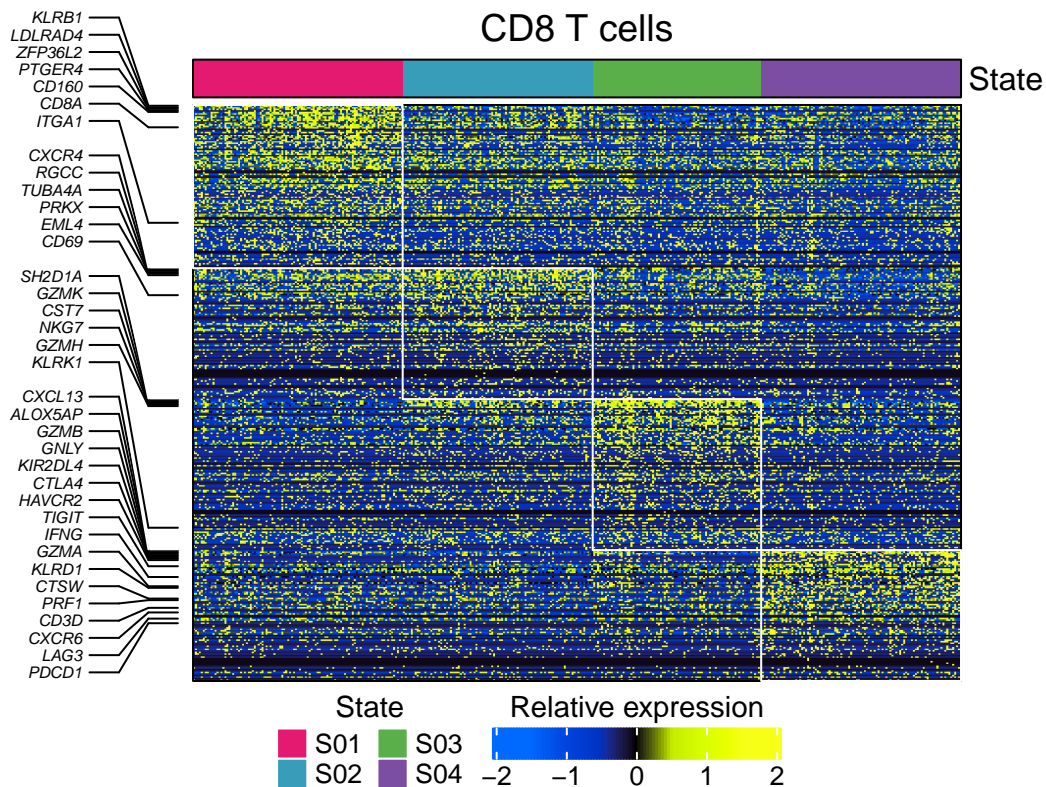 CD8 T cells
State
KLRB1
LDLRAD4
ZFP36L2
PTGER4
CD160
CD8A
ITGA1
CXCR4
RGCC
TUBA4A
PRKX
EML4
CD69
SH2D1A
GZMK
CST7
NKG7
GZMH
KLRK1
CXCL13
ALOX5AP
GZMB
GNLY
KIR2DL4
CTLA4
HAVCR2
TIGIT
IFNG
GZMA
KLRD1
CTSW
PRF1
CD3D
CXCR6
LAG3
PDCD1
State
S01 S03
S02 S04
Relative expression
−2 −1 0 1 2